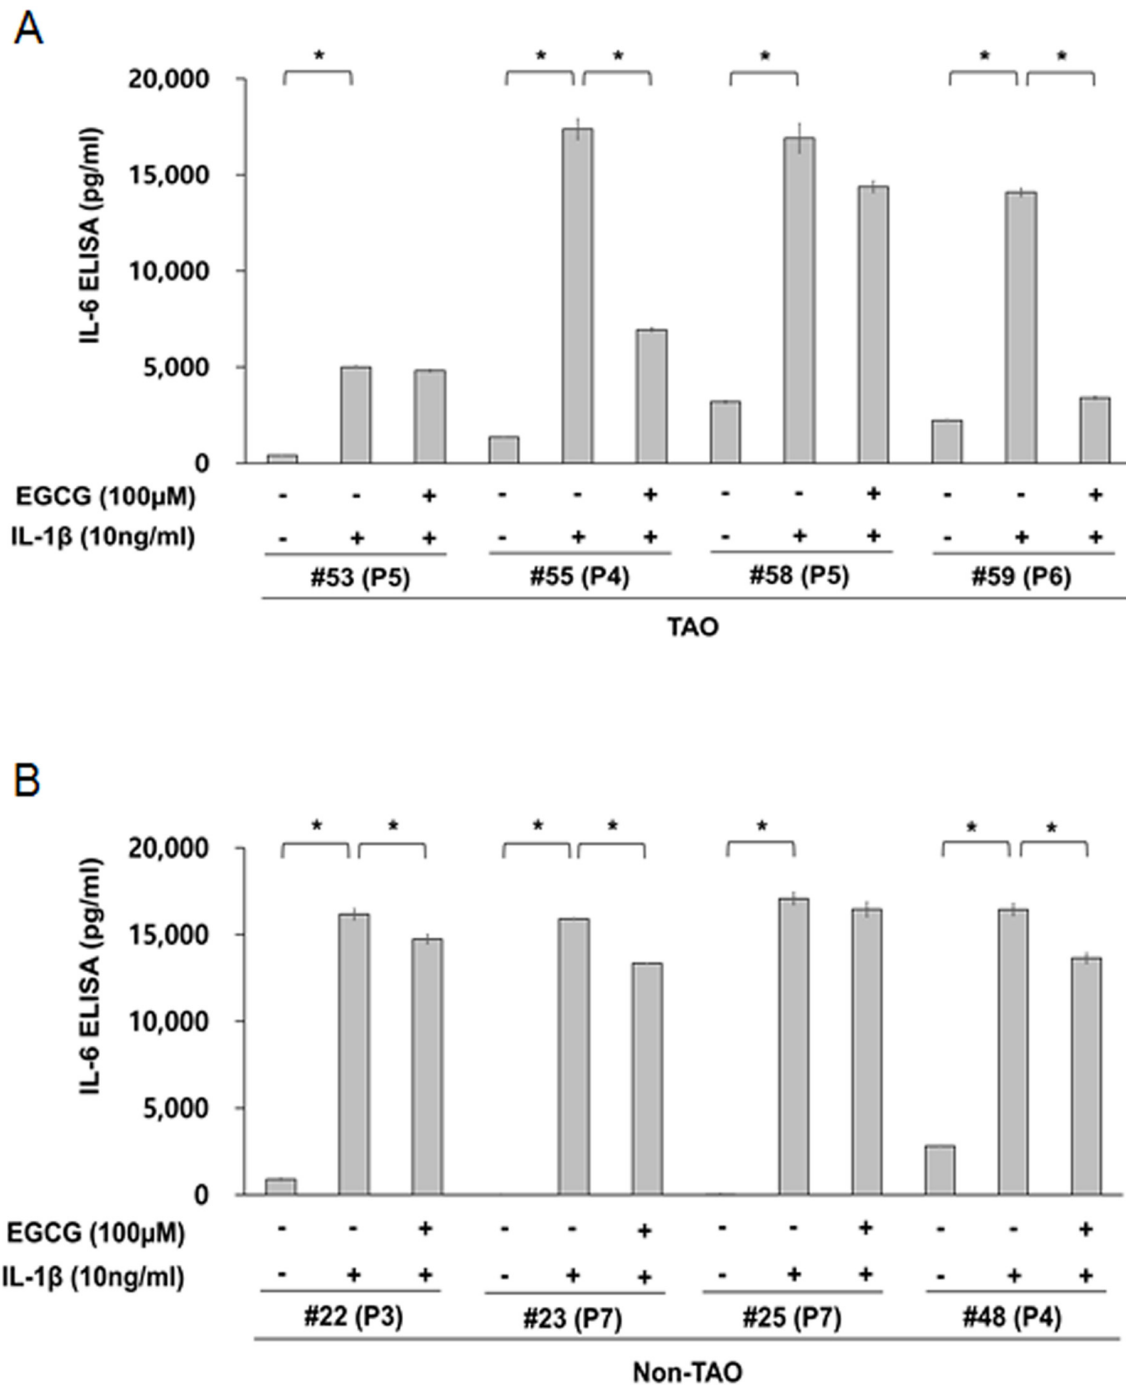 A
* * * * * *
20,000
15,000
10,000
5,000
0
IL-6 ELISA (pg/ml)
EGCG (100μM) - - + - - + - - + - - +
IL-1β (10ng/ml) - + + - + + - + + - + +
#53 (P5) #55 (P4) #58 (P5) #59 (P6)
TAO
B
* * * * * * *
20,000
15,000
10,000
5,000
0
IL-6 ELISA (pg/ml)
EGCG (100μM) - - + - - + - - + - - +
IL-1β (10ng/ml) - + + - + + - + + - + +
#22 (P3) #23 (P7) #25 (P7) #48 (P4)
Non-TAO